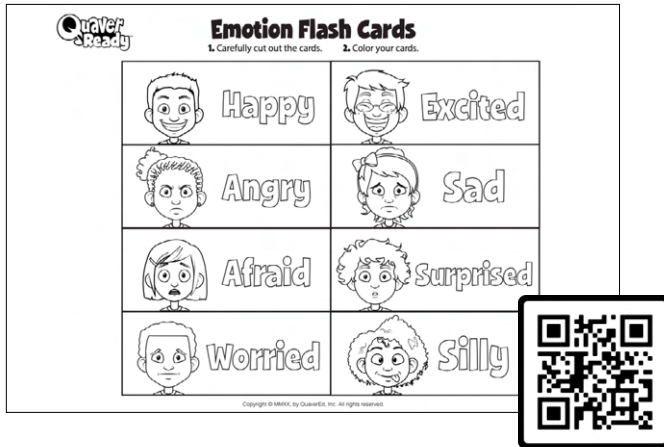 Quaver
Ready
Emotion Flash Cards
1. Carefully cut out the cards. 2. Color your cards.
Happy
Excited
Angry
Sad
Afraid
Surprised
Worried
Silly
Copyright © MMXX, by QuaverEd, Inc. All rights reserved.